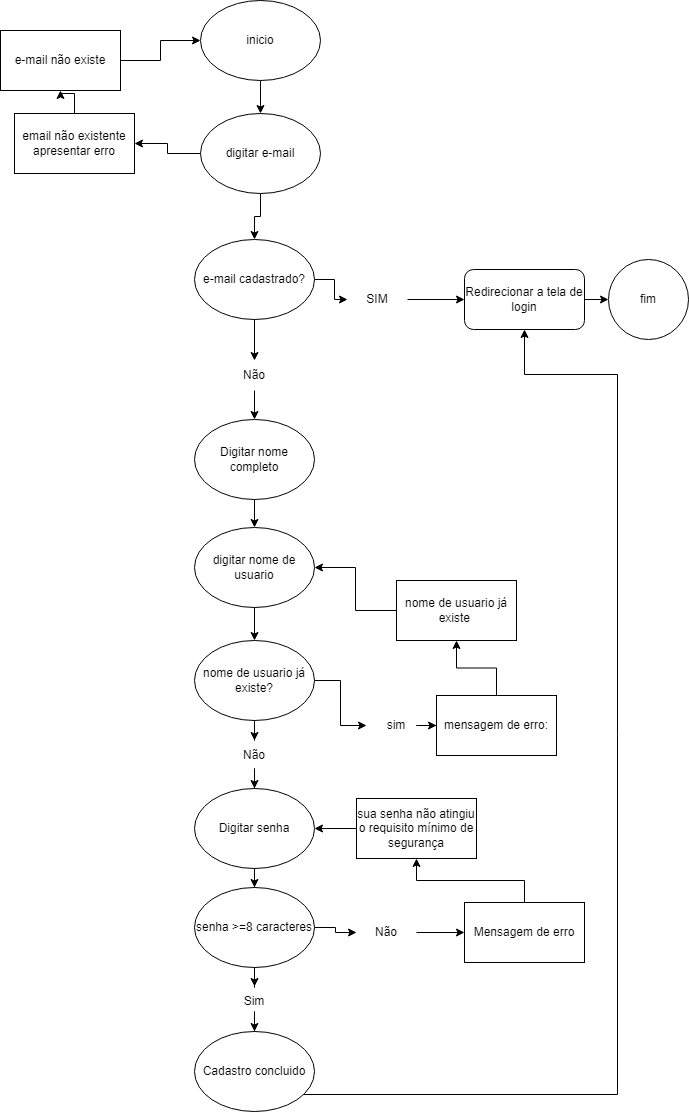 inicio
e-mail não existe
email não existente
apresentar erro
digitar e-mail
e-mail cadastrado?
SIM
Redirecionar a tela de
login
fim
Não
Digitar nome
completo
digitar nome de
usuario
nome de usuario já
existe
nome de usuario já
existe?
sim
mensagem de erro:
Não
sua senha não atingiu
o requisito mínimo de
segurança
Digitar senha
senha >=8 caracteres
Não
Mensagem de erro
Sim
Cadastro concluido